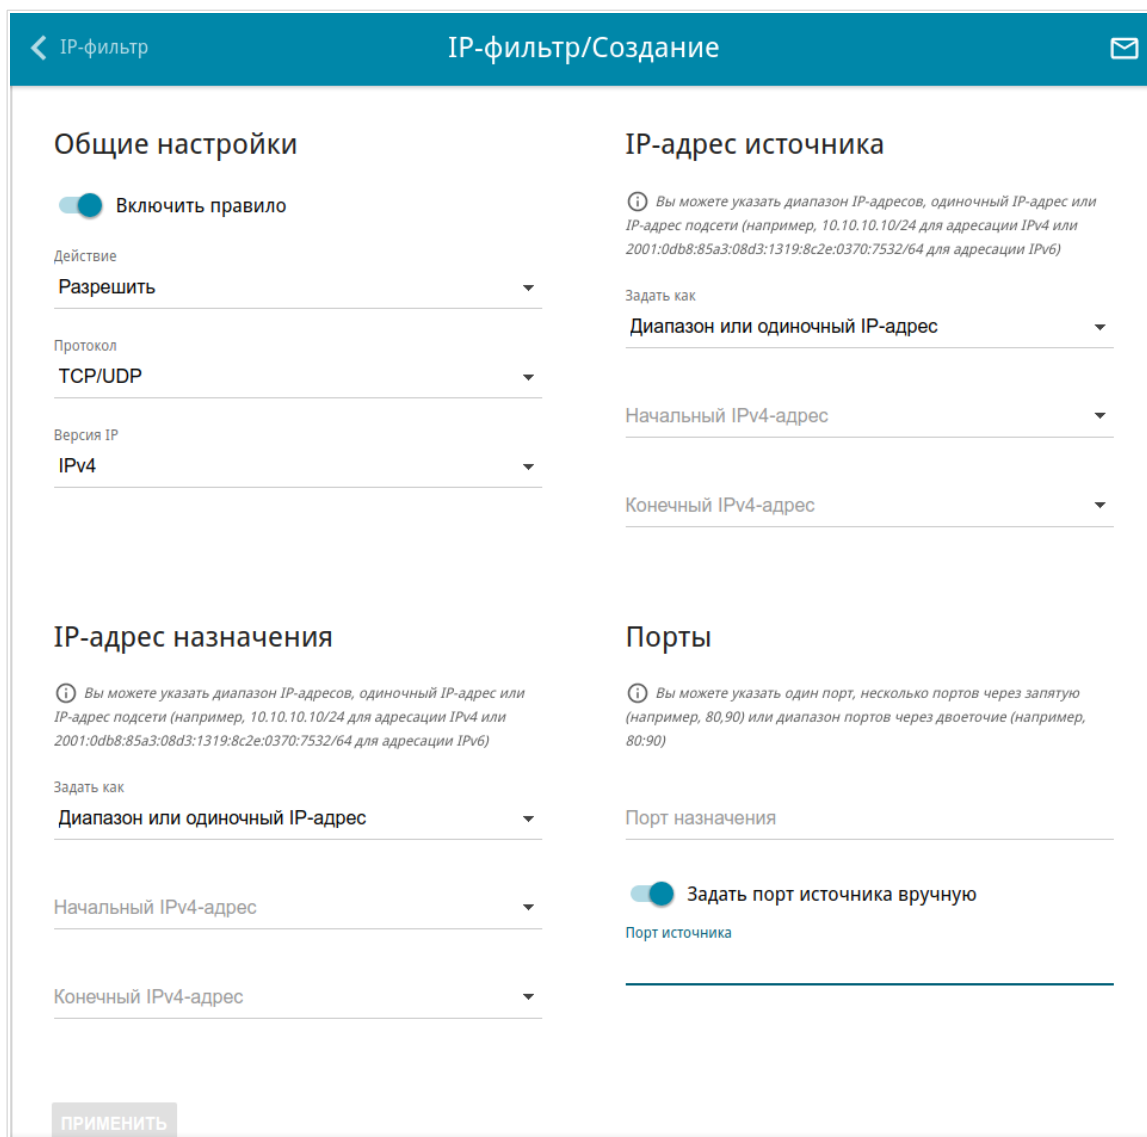 IP-фильтр
IP-фильтр/Создание
Общие настройки
Включить правило
Действие
Разрешить
Протокол
TCP/UDP
Версия IP
IPv4
IP-адрес источника
Вы можете указать диапазон IP-адресов, одиночный IP-адрес или
IP-адрес подсети (например, 10.10.10.10/24 для адресации IPv4 или
2001:0db8:85a3:08d3:1319:8c2e:0370:7532/64 для адресации IPv6)
Задать как
Диапазон или одиночный IP-адрес
Начальный IPv4-адрес
Конечный IPv4-адрес
IP-адрес назначения
Вы можете указать диапазон IP-адресов, одиночный IP-адрес или
IP-адрес подсети (например, 10.10.10.10/24 для адресации IPv4 или
2001:0db8:85a3:08d3:1319:8c2e:0370:7532/64 для адресации IPv6)
Задать как
Диапазон или одиночный IP-адрес
Начальный IPv4-адрес
Конечный IPv4-адрес
Порты
Вы можете указать один порт, несколько портов через запятую
(например, 80,90) или диапазон портов через двоеточие (например,
80:90)
Порт назначения
Задать порт источника вручную
Порт источника
ПРИМЕНИТЬ